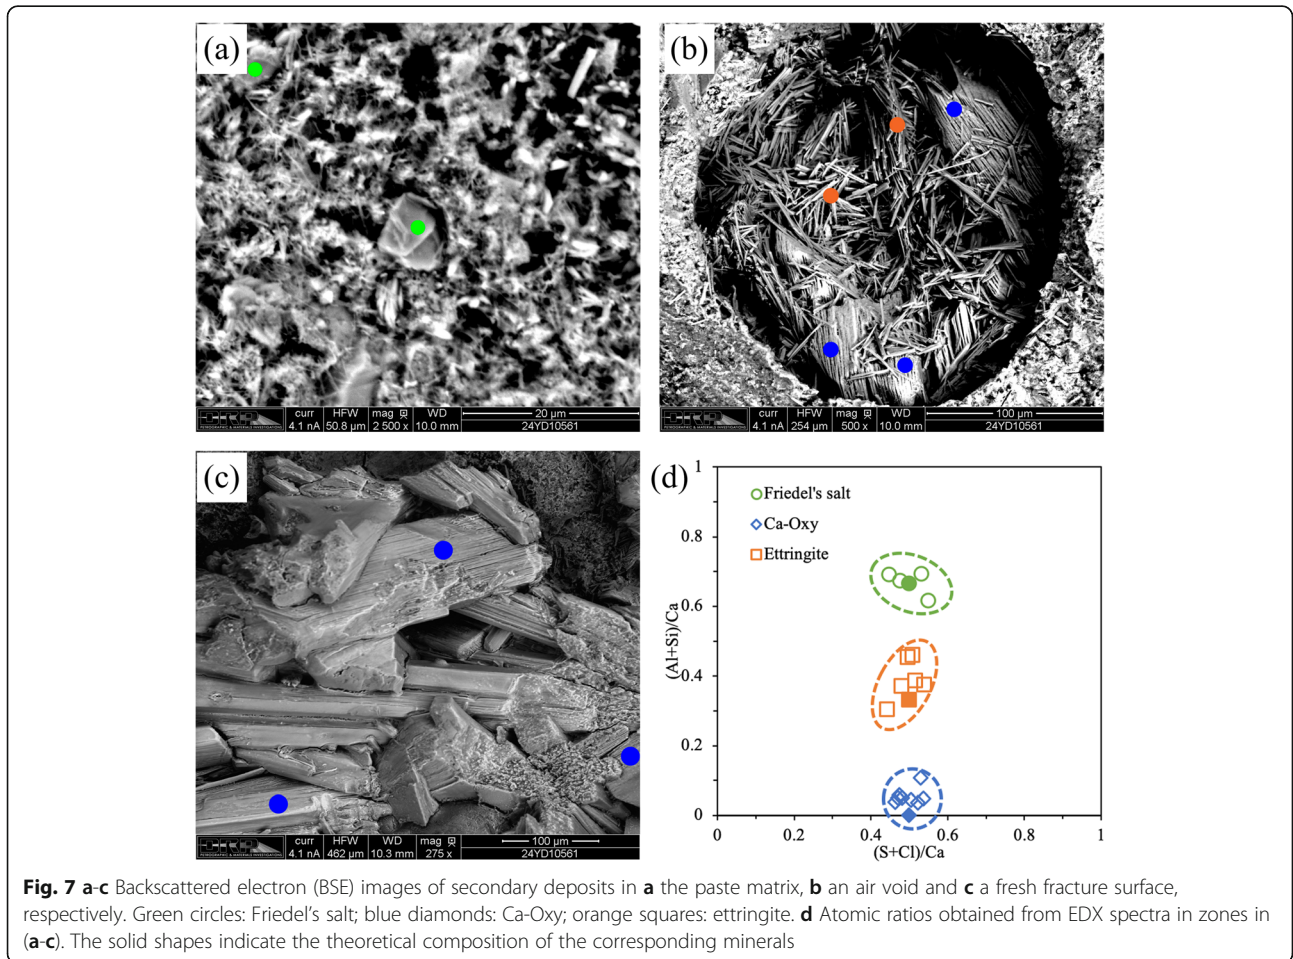 (a)
curr HFW mag WD 20 µm
4.1 nA 50.8 µm 2 500 x 10.0 mm 24YD10561
(b)
curr HFW mag WD 100 µm
4.1 nA 254 µm 500 x 10.0 mm 24YD10561
(c)
curr HFW WD mag 100 µm
4.1 nA 462 µm 10.3 mm 275 x 24YD10561
(d)
1
0.8
0.6
0.4
0.2
0
(Al+Si)/Ca
Friedel's salt
Ca-Oxy
Ettringite
0 0.2 0.4 0.6 0.8 1
(S+Cl)/Ca
Fig. 7 a-c Backscattered electron (BSE) images of secondary deposits in a the paste matrix, b an air void and c a fresh fracture surface,
respectively. Green circles: Friedel’s salt; blue diamonds: Ca-Oxy; orange squares: ettringite. d Atomic ratios obtained from EDX spectra in zones in
(a-c). The solid shapes indicate the theoretical composition of the corresponding minerals